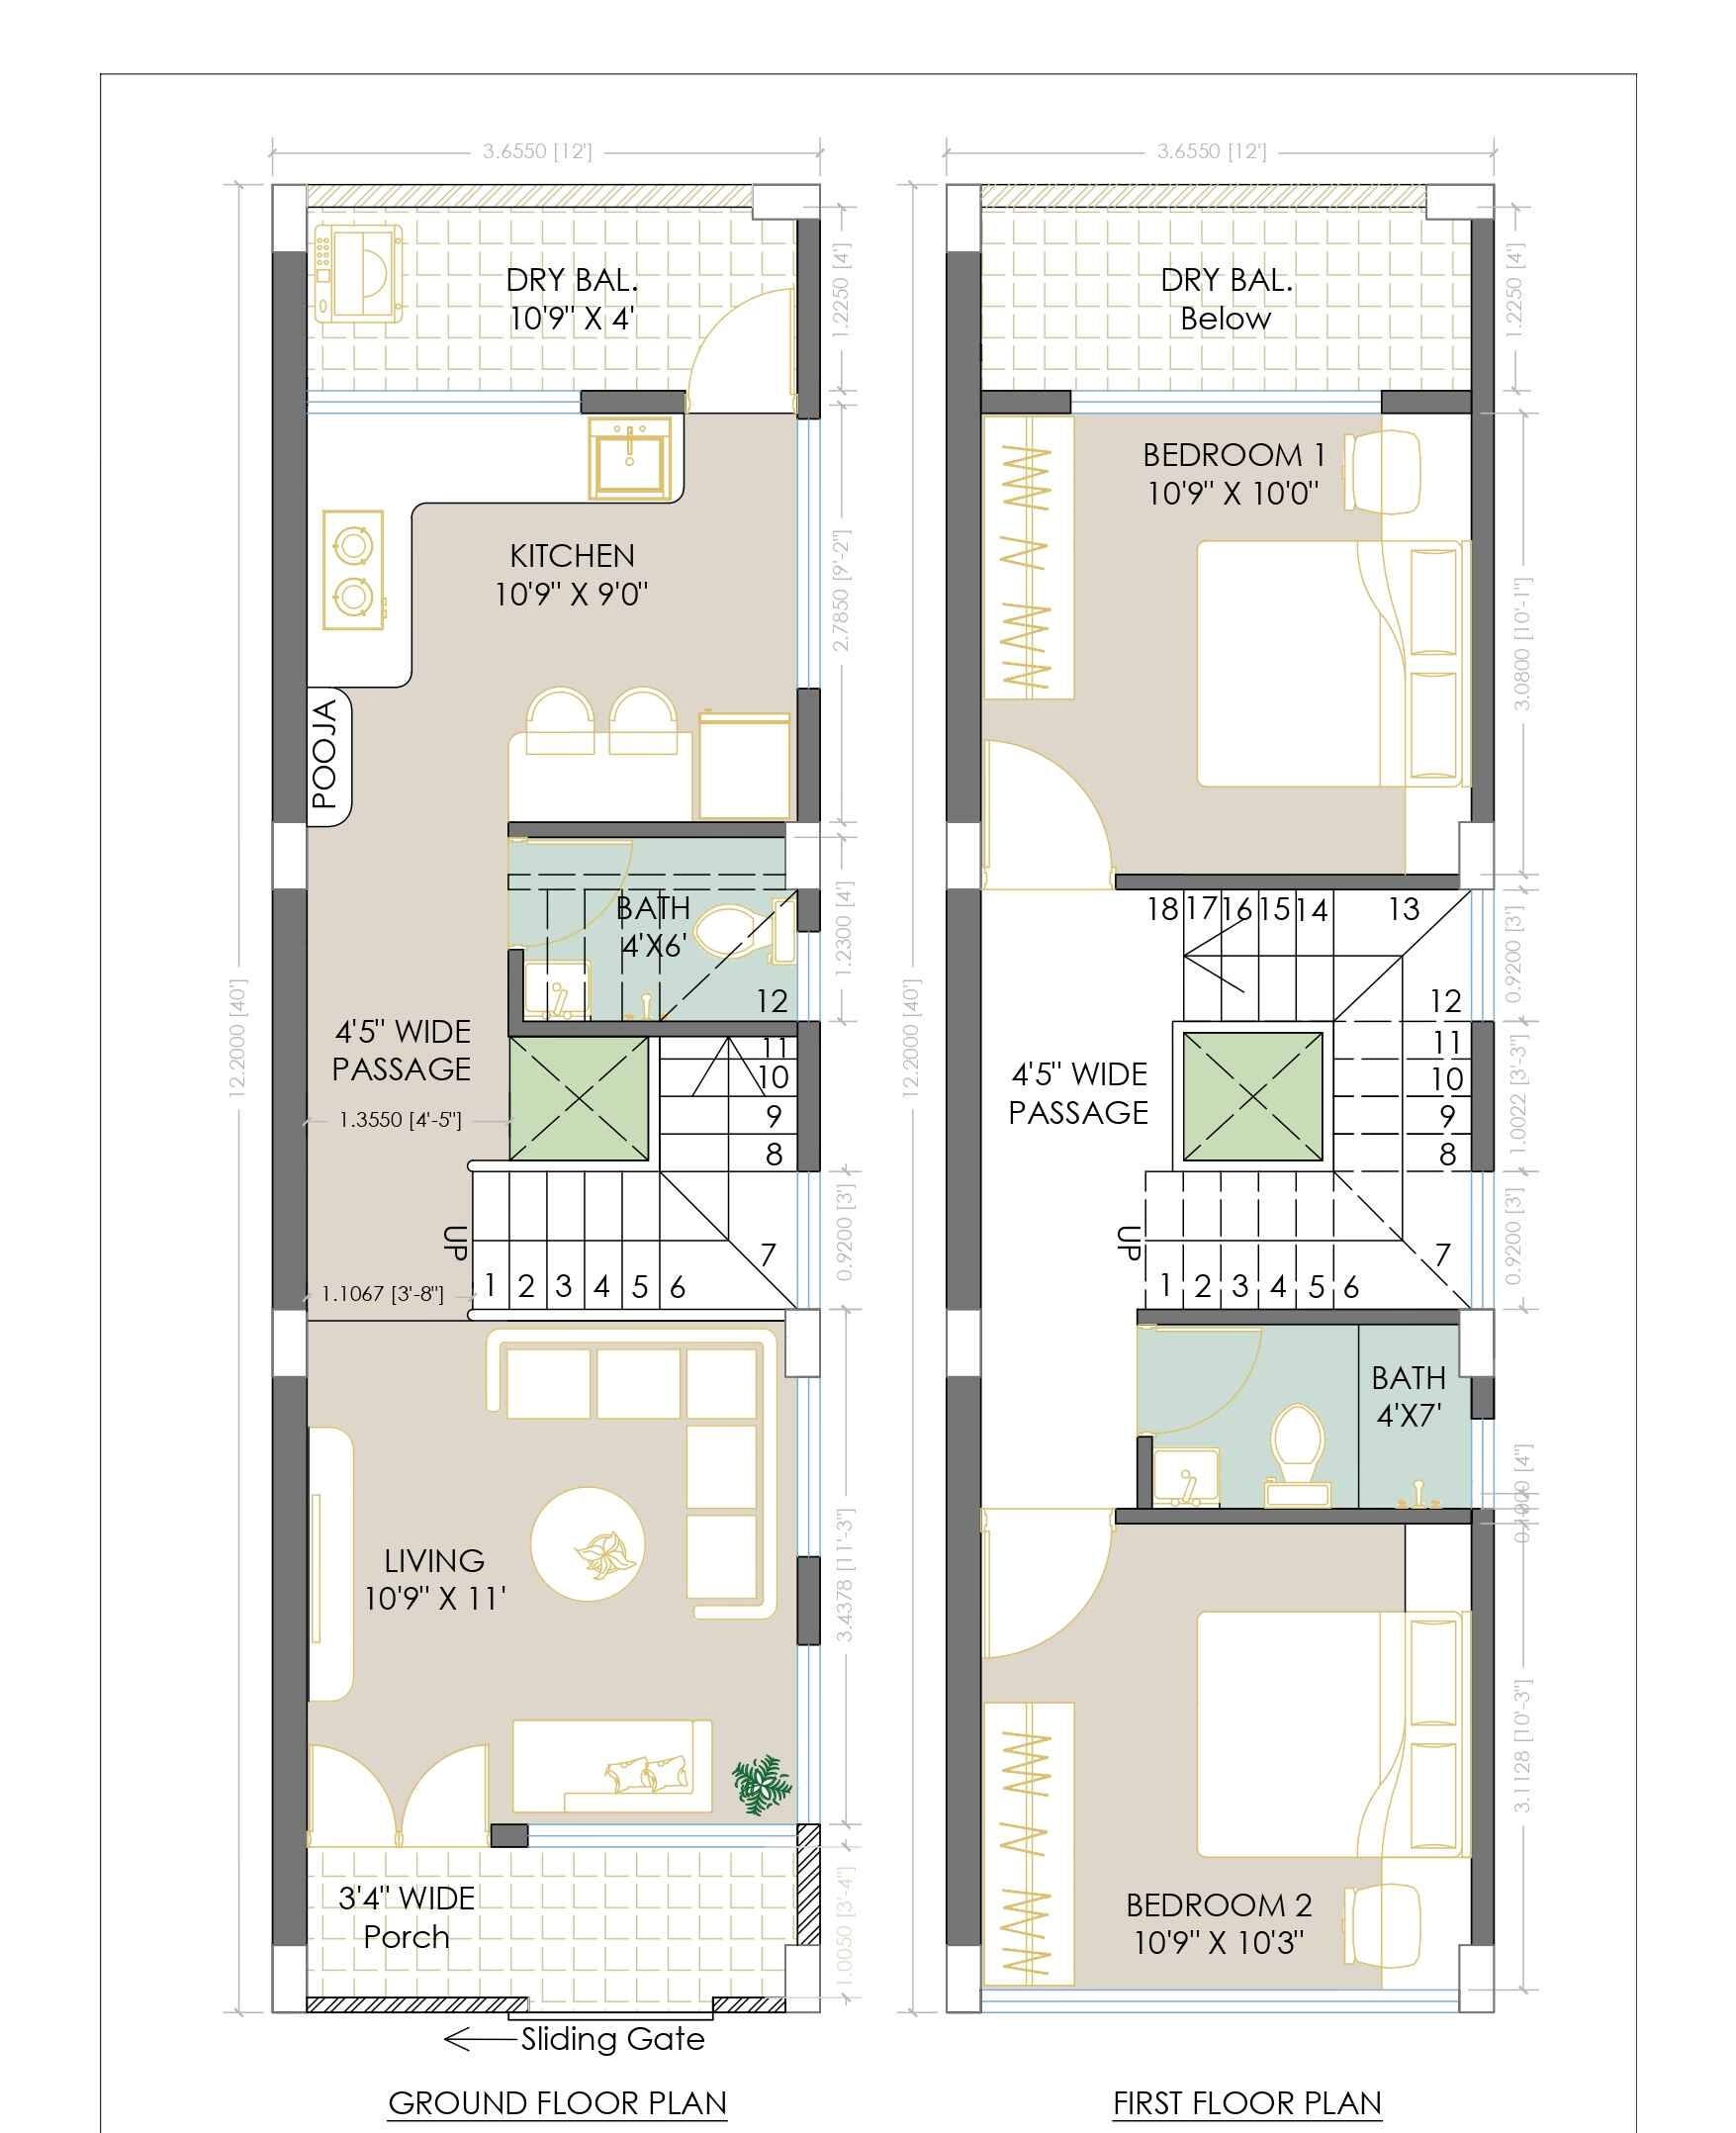 3.6550 [12']
12.2000 [40']
DRY BAL.
10'9" X 4'
1.2250 [4']
KITCHEN
10'9" X 9'0"
2.7850 [9'-2"]
POOJA
BATH
4'X6'
1.2300 [4']
12
4'5" WIDE
PASSAGE
11
10
9
8
1.3550 [4'-5"]
UP
7
0.9200 [3']
1.1067 [3'-8"]
1 2 3 4 5 6
LIVING
10'9" X 11'
3.4378 [11'-3"]
3'4" WIDE
Porch
1.0050 [3'-4"]
Sliding Gate
GROUND FLOOR PLAN
3.6550 [12']
12.2000 [40']
DRY BAL.
Below
1.2250 [4']
BEDROOM 1
10'9" X 10'0"
3.0800 [10'-1"]
18 17 16 15 14 13
0.9200 [3']
12
11
10
9
8
4'5" WIDE
PASSAGE
1.0022 [3'-3"]
UP
7
0.9200 [3']
1 2 3 4 5 6
BATH
4'X7'
0.1000 [4"]
BEDROOM 2
10'9" X 10'3"
3.1128 [10'-3"]
FIRST FLOOR PLAN